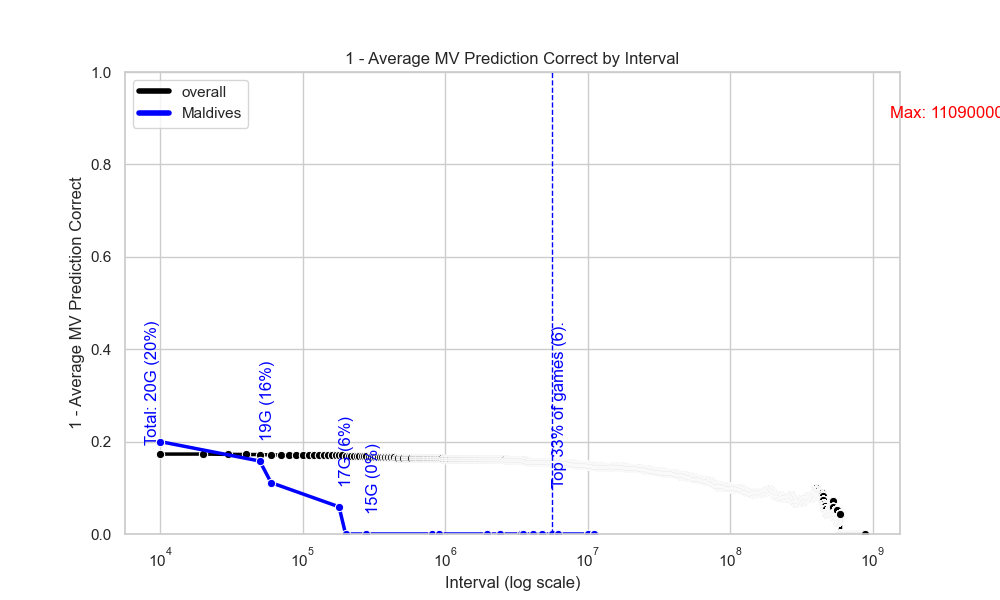 1 - Average MV Prediction Correct by Interval
1.0
0.8
0.6
0.4
0.2
0.0
1 - Average MV Prediction Correct
overall
Maldives
Max: 11090000
Total: 20G (20%)
19G (16%)
17G (6%)
15G (0%)
Top 33% of games (6).
10^4
10^5
10^6
10^7
10^8
10^9
Interval (log scale)